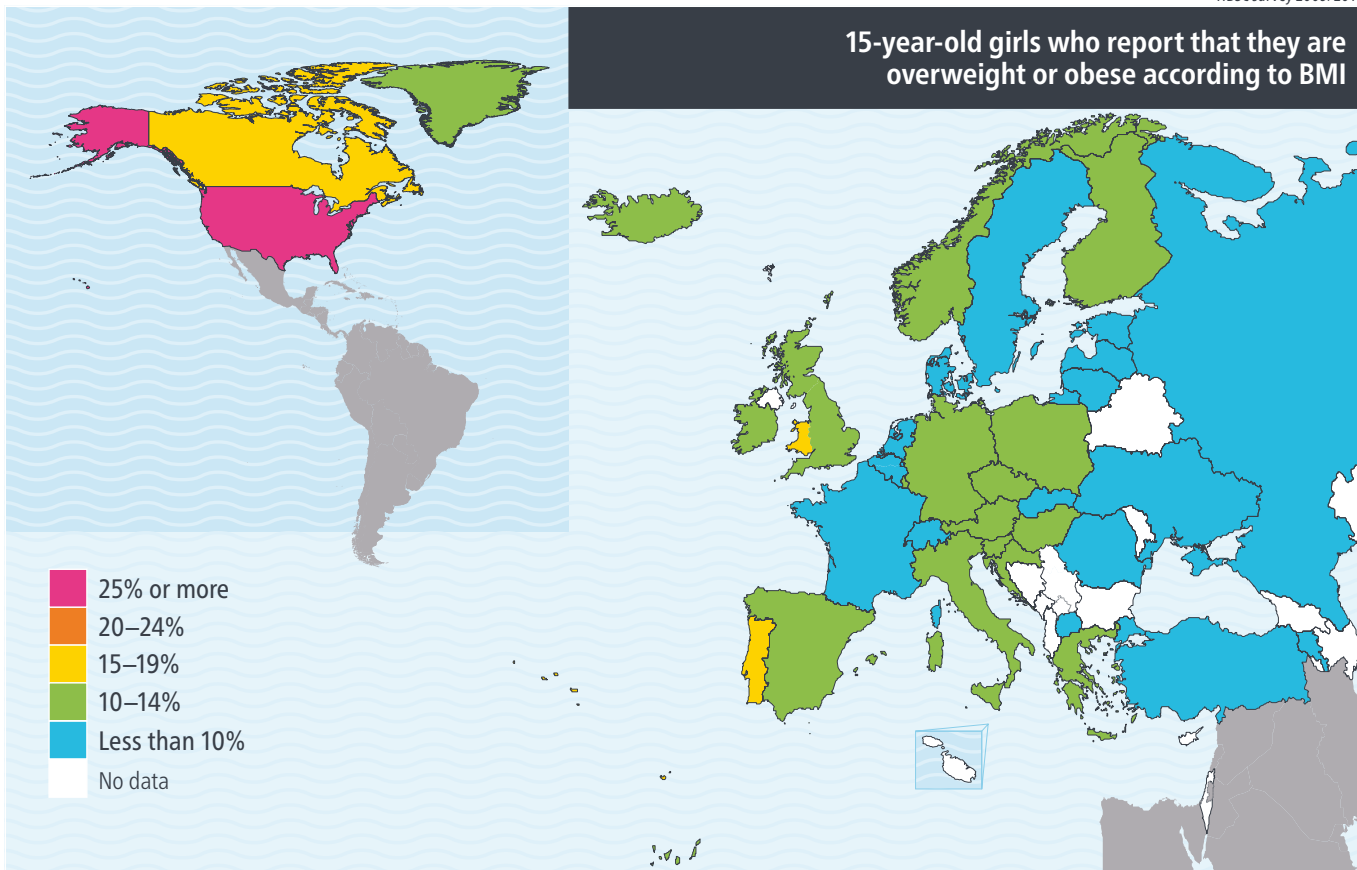 15-year-old girls who report that they are
overweight or obese according to BMI
25% or more
20–24%
15–19%
10–14%
Less than 10%
No data